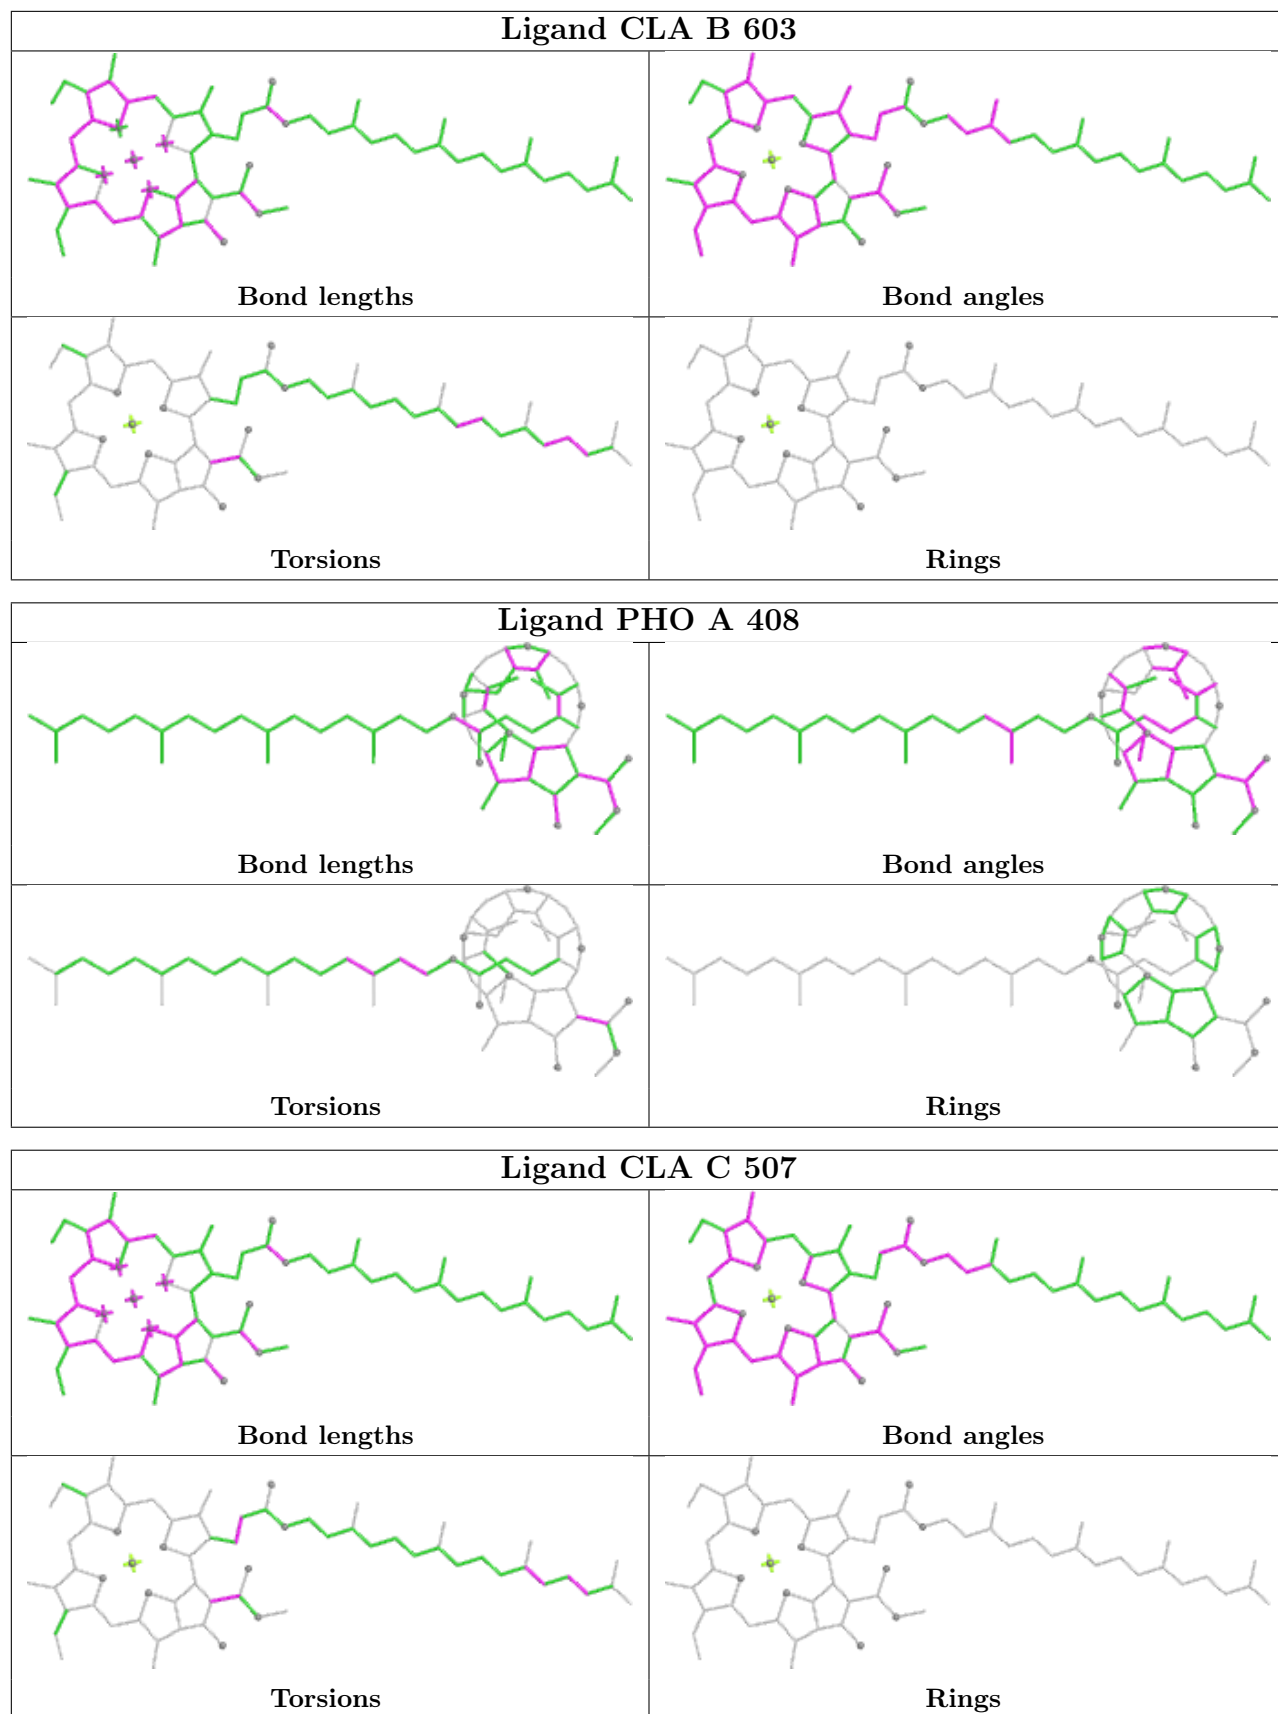 Ligand CLA B 603
Bond lengths
Bond angles
Torsions
Rings
Ligand PHO A 408
Bond lengths
Bond angles
Torsions
Rings
Ligand CLA C 507
Bond lengths
Bond angles
Torsions
Rings